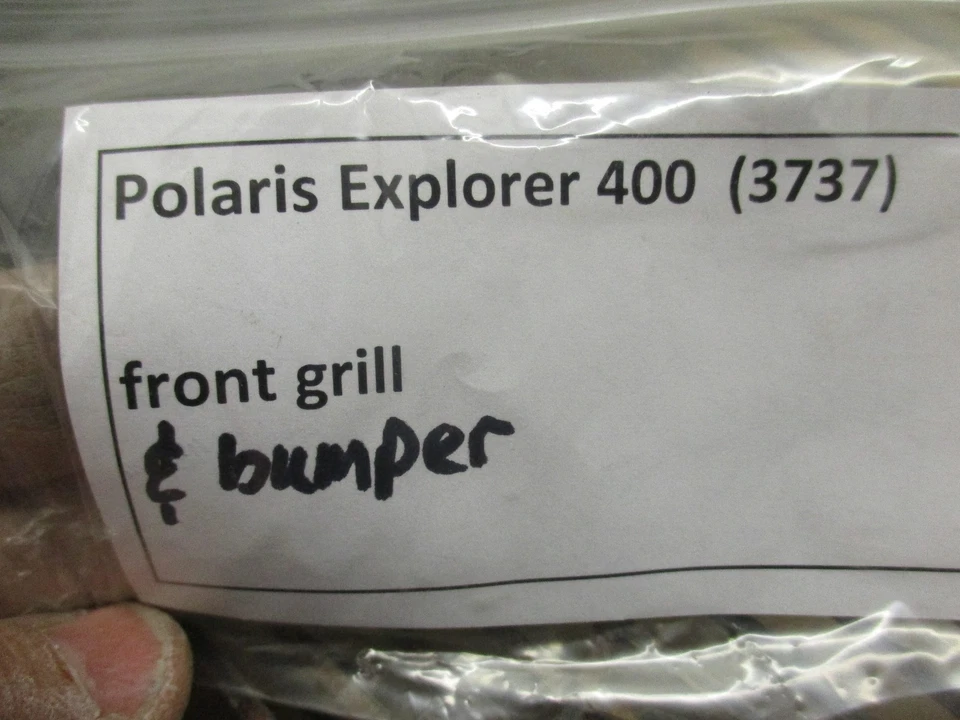 Polaris Explorer 400 (3737)
front grill
& bumper